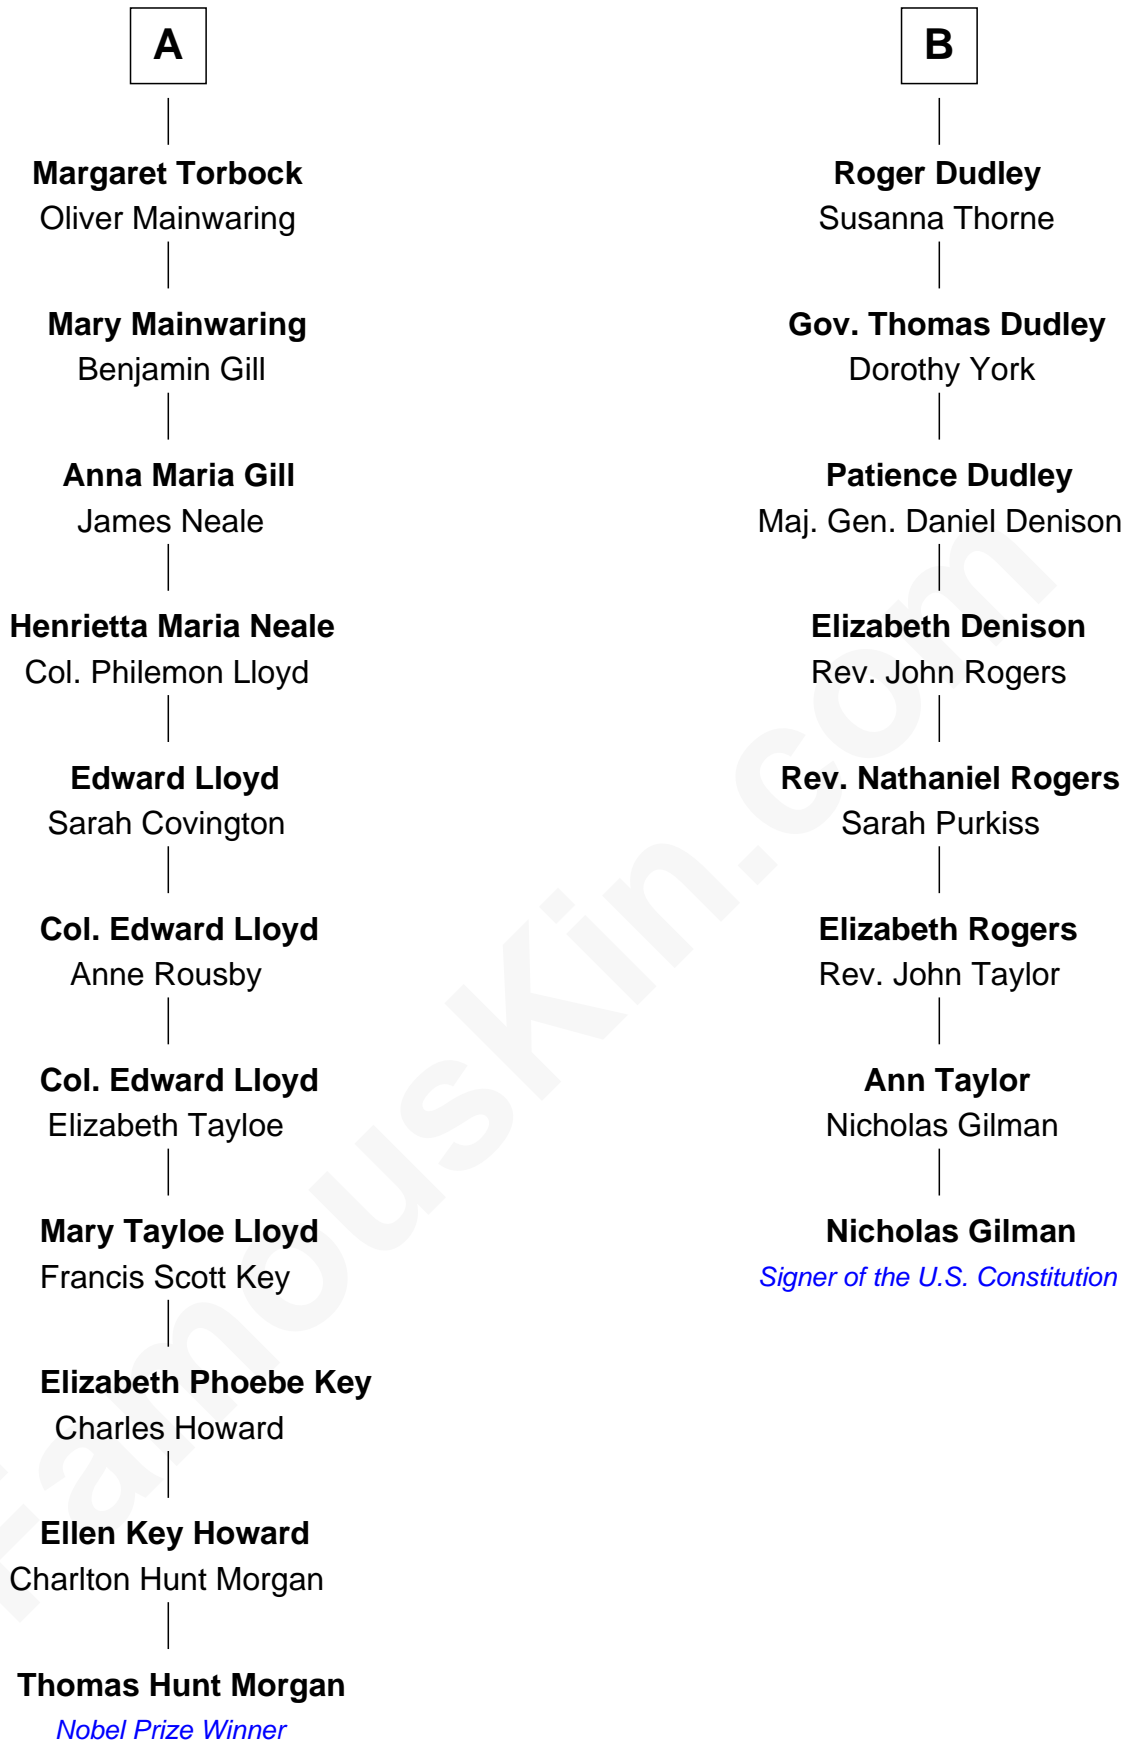 A
Margaret Torbock
Oliver Mainwaring
Mary Mainwaring
Benjamin Gill
Anna Maria Gill
James Neale
Henrietta Maria Neale
Col. Philemon Lloyd
Edward Lloyd
Sarah Covington
Col. Edward Lloyd
Anne Rousby
Col. Edward Lloyd
Elizabeth Tayloe
Mary Tayloe Lloyd
Francis Scott Key
Elizabeth Phoebe Key
Charles Howard
Ellen Key Howard
Charlton Hunt Morgan
Thomas Hunt Morgan
Nobel Prize Winner
B
Roger Dudley
Susanna Thorne
Gov. Thomas Dudley
Dorothy York
Patience Dudley
Maj. Gen. Daniel Denison
Elizabeth Denison
Rev. John Rogers
Rev. Nathaniel Rogers
Sarah Purkiss
Elizabeth Rogers
Rev. John Taylor
Ann Taylor
Nicholas Gilman
Nicholas Gilman
Signer of the U.S. Constitution
FamousKin.com